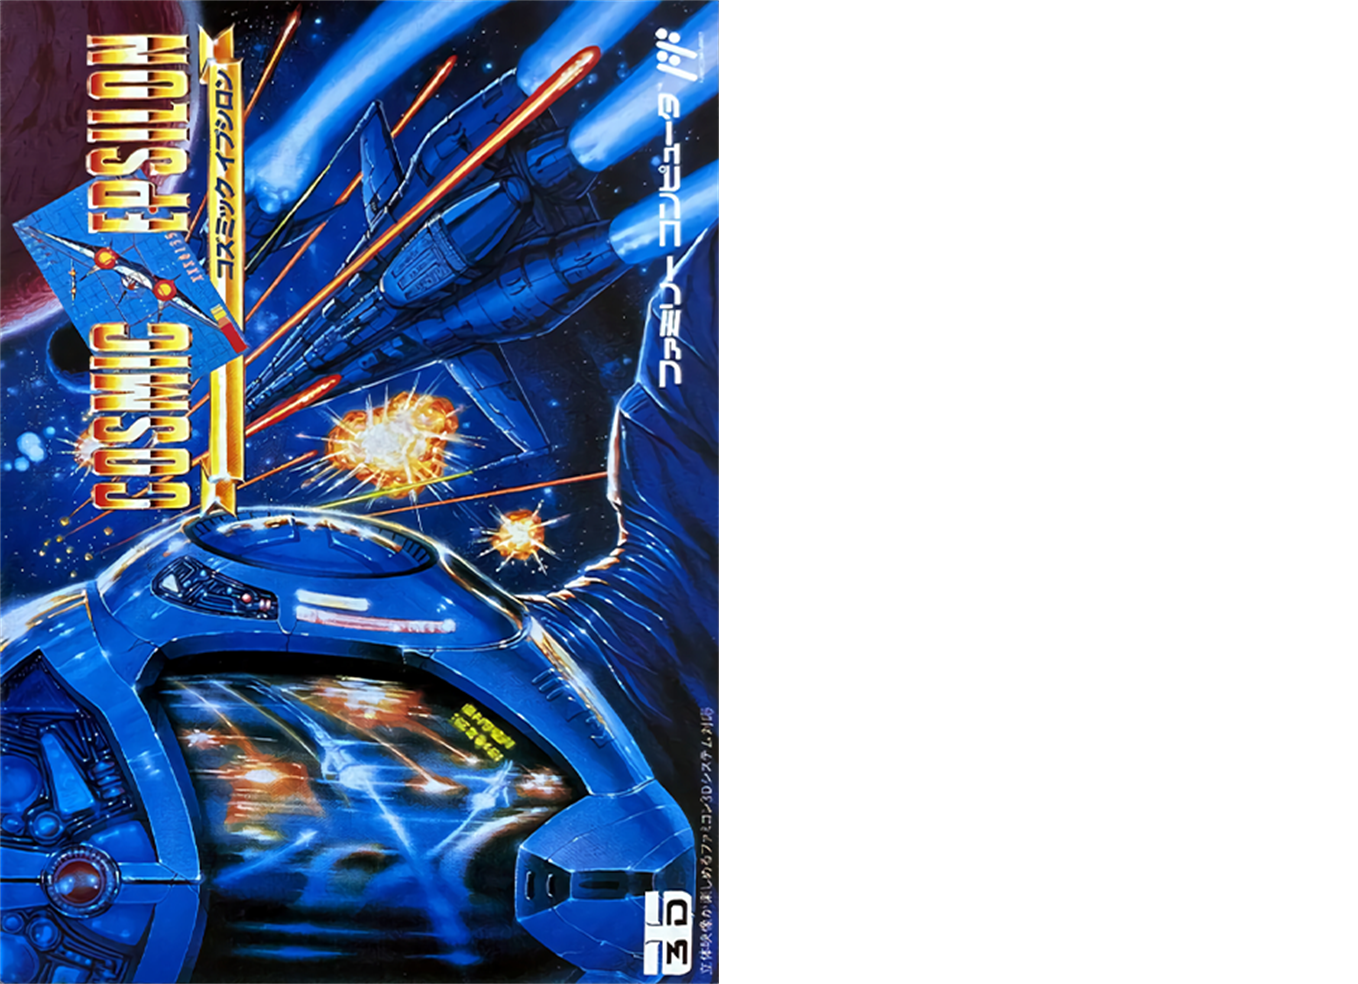 COSMIC EPSILON
コズミック イプシロン
XXSD135
ファミリーコンピュータ
3D
立体映像が楽しめるファミコン3Dシステム対応